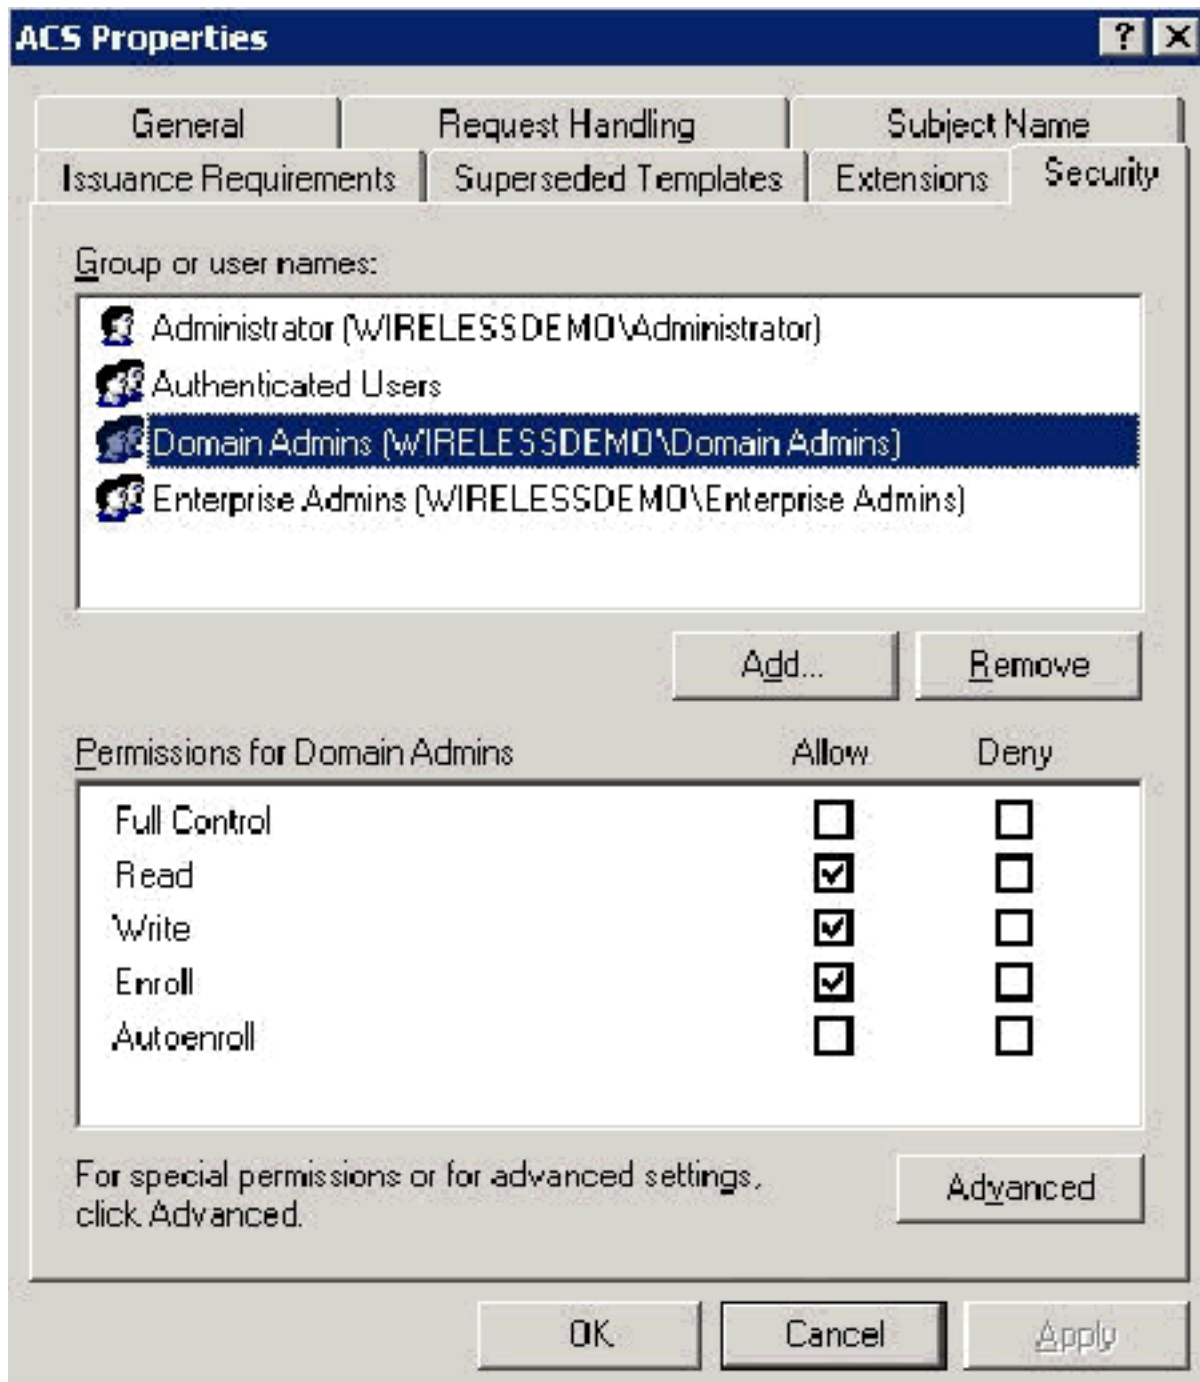 ACS Properties
General Request Handling Subject Name
Issuance Requirements Superseded Templates Extensions Security
Group or user names:
Administrator (WIRELESSDEMO\Administrator)
Authenticated Users
Domain Admins (WIRELESSDEMO\Domain Admins)
Enterprise Admins (WIRELESSDEMO\Enterprise Admins)
Add... Remove
Permissions for Domain Admins Allow Deny
Full Control
Read
Write
Enroll
Autoenroll
For special permissions or for advanced settings,
click Advanced.
Advanced
OK Cancel Apply